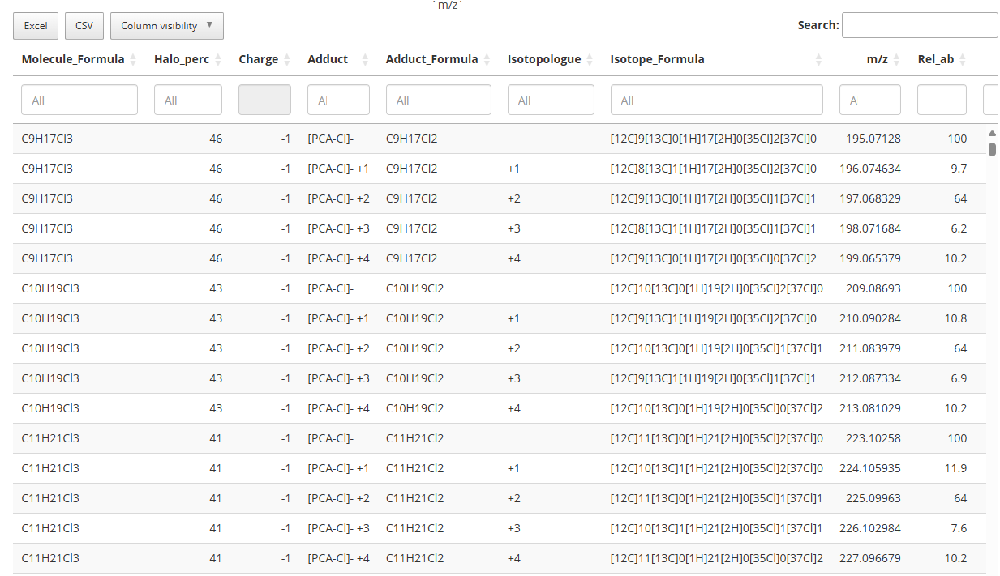 `m/z`
Excel CSV Column visibility ▼ Search:
Molecule_Formula Halo_perc Charge Adduct Adduct_Formula Isotopologue Isotope_Formula m/z Rel_ab
All All Al All All All A
C9H17Cl3 46 -1 [PCA-Cl]- C9H17Cl2 [12C]9[13C]0[1H]17[2H]0[35Cl]2[37Cl]0 195.07128 100
C9H17Cl3 46 -1 [PCA-Cl]- +1 C9H17Cl2 +1 [12C]8[13C]1[1H]17[2H]0[35Cl]2[37Cl]0 196.074634 9.7
C9H17Cl3 46 -1 [PCA-Cl]- +2 C9H17Cl2 +2 [12C]9[13C]0[1H]17[2H]0[35Cl]1[37Cl]1 197.068329 64
C9H17Cl3 46 -1 [PCA-Cl]- +3 C9H17Cl2 +3 [12C]8[13C]1[1H]17[2H]0[35Cl]1[37Cl]1 198.071684 6.2
C9H17Cl3 46 -1 [PCA-Cl]- +4 C9H17Cl2 +4 [12C]9[13C]0[1H]17[2H]0[35Cl]0[37Cl]2 199.065379 10.2
C10H19Cl3 43 -1 [PCA-Cl]- C10H19Cl2 [12C]10[13C]0[1H]19[2H]0[35Cl]2[37Cl]0 209.08693 100
C10H19Cl3 43 -1 [PCA-Cl]- +1 C10H19Cl2 +1 [12C]9[13C]1[1H]19[2H]0[35Cl]2[37Cl]0 210.090284 10.8
C10H19Cl3 43 -1 [PCA-Cl]- +2 C10H19Cl2 +2 [12C]10[13C]0[1H]19[2H]0[35Cl]1[37Cl]1 211.083979 64
C10H19Cl3 43 -1 [PCA-Cl]- +3 C10H19Cl2 +3 [12C]9[13C]1[1H]19[2H]0[35Cl]1[37Cl]1 212.087334 6.9
C10H19Cl3 43 -1 [PCA-Cl]- +4 C10H19Cl2 +4 [12C]10[13C]0[1H]19[2H]0[35Cl]0[37Cl]2 213.081029 10.2
C11H21Cl3 41 -1 [PCA-Cl]- C11H21Cl2 [12C]11[13C]0[1H]21[2H]0[35Cl]2[37Cl]0 223.10258 100
C11H21Cl3 41 -1 [PCA-Cl]- +1 C11H21Cl2 +1 [12C]10[13C]1[1H]21[2H]0[35Cl]2[37Cl]0 224.105935 11.9
C11H21Cl3 41 -1 [PCA-Cl]- +2 C11H21Cl2 +2 [12C]11[13C]0[1H]21[2H]0[35Cl]1[37Cl]1 225.09963 64
C11H21Cl3 41 -1 [PCA-Cl]- +3 C11H21Cl2 +3 [12C]10[13C]1[1H]21[2H]0[35Cl]1[37Cl]1 226.102984 7.6
C11H21Cl3 41 -1 [PCA-Cl]- +4 C11H21Cl2 +4 [12C]11[13C]0[1H]21[2H]0[35Cl]0[37Cl]2 227.096679 10.2